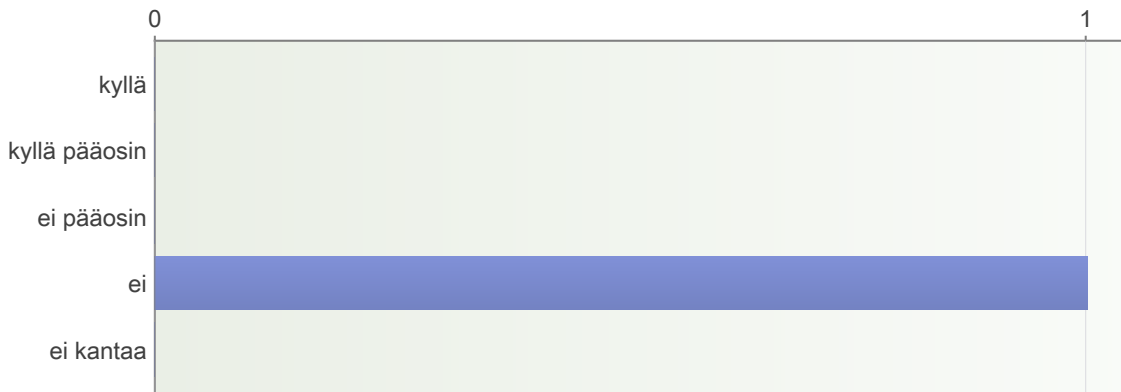 0 1
kyllä
kyllä pääosin
ei pääosin
ei
ei kantaa